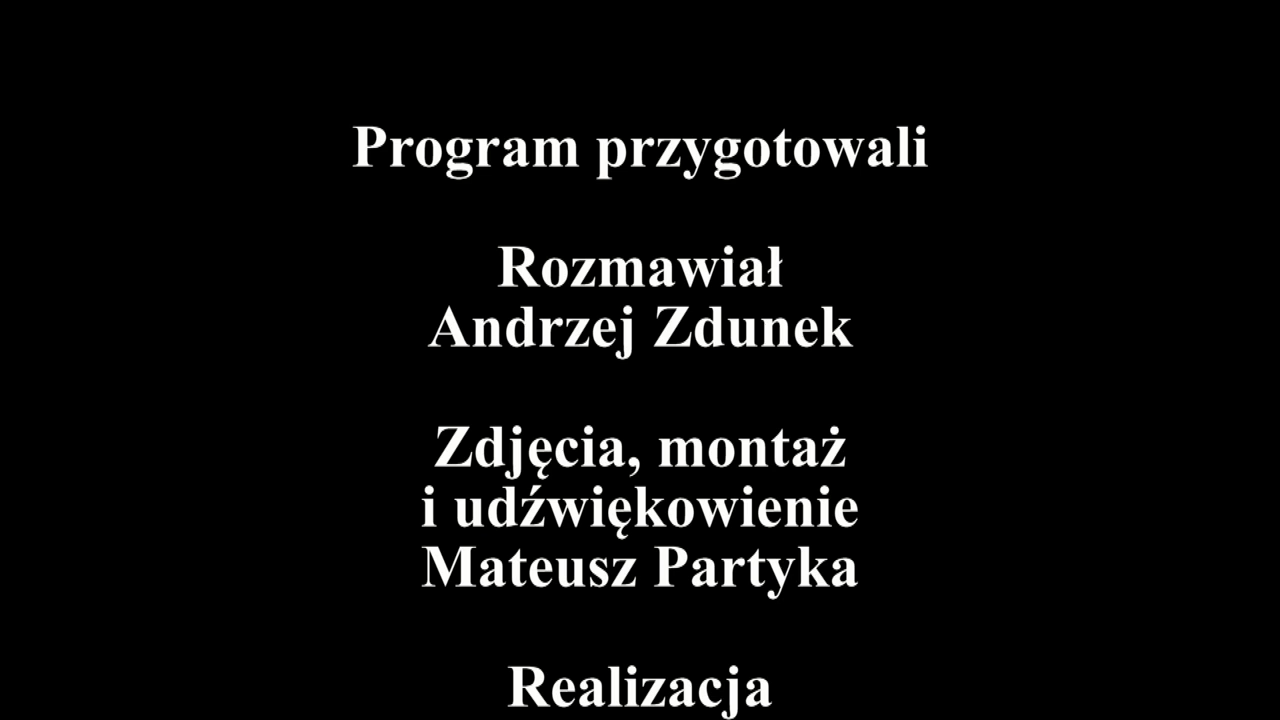 Program przygotowali
Rozmawiał
Andrzej Zdunek
Zdjęcia, montaż
i udźwiękowienie
Mateusz Partyka
Realizacja